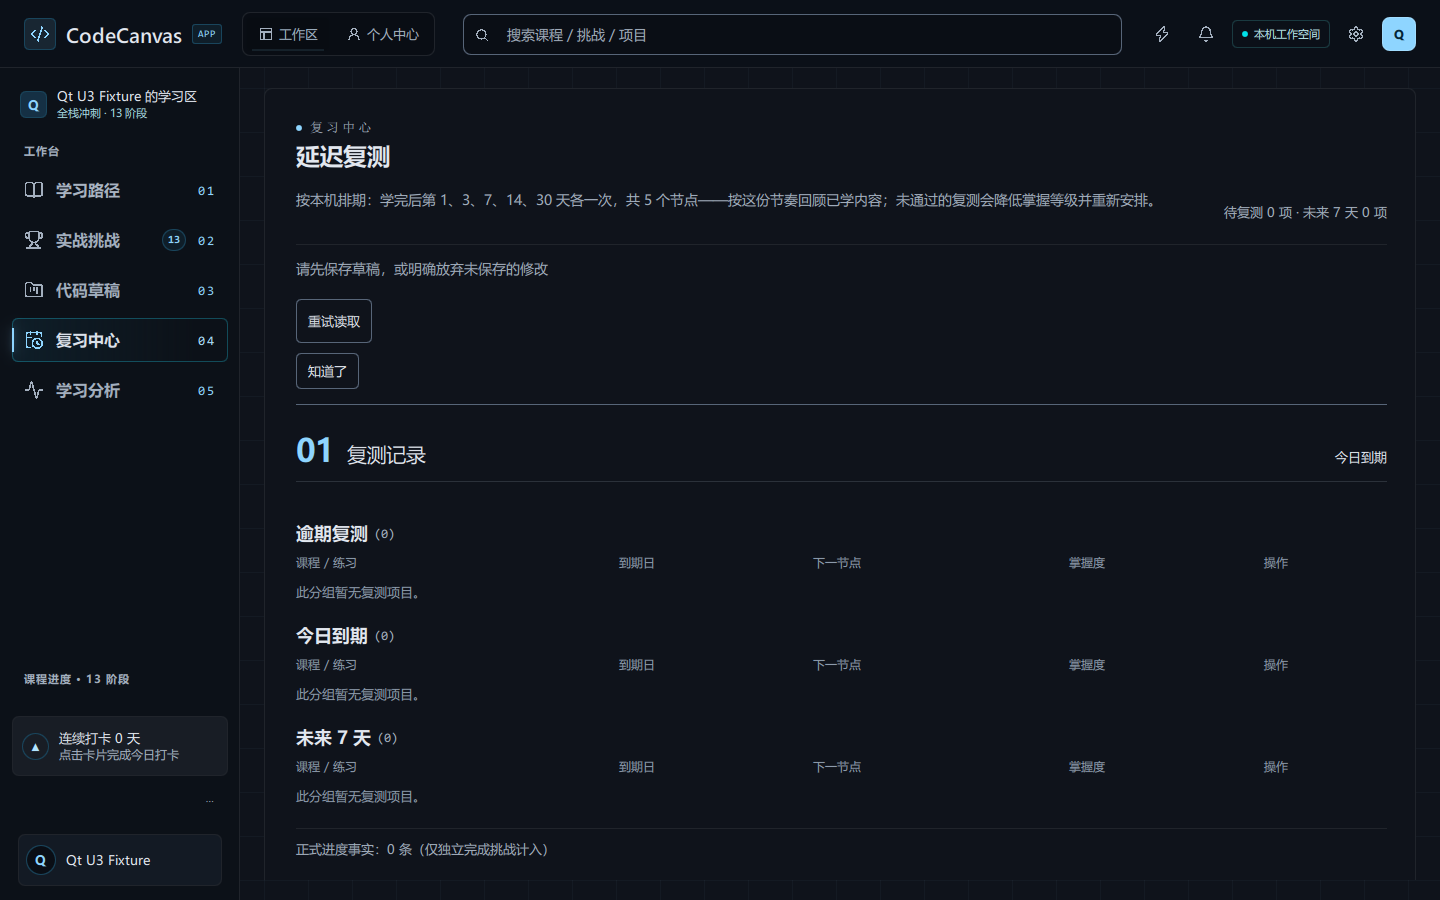 CodeCanvas APP
工作区
个人中心
搜索课程 / 挑战 / 项目
本机工作空间
Q
Q
Qt U3 Fixture 的学习区
全栈冲刺 · 13 阶段
工作台
学习路径 01
实战挑战 13 02
代码草稿 03
复习中心 04
学习分析 05
课程进度 • 13 阶段
连续打卡 0 天
点击卡片完成今日打卡
...
Q Qt U3 Fixture
复习中心
延迟复测
按本机排期：学完后第 1、3、7、14、30 天各一次，共 5 个节点——按这份节奏回顾已学内容；未通过的复测会降低掌握等级并重新安排。
待复测 0 项 · 未来 7 天 0 项
请先保存草稿，或明确放弃未保存的修改
重试读取
知道了
01 复测记录
今日到期
逾期复测 (0)
课程 / 练习 到期日 下一节点 掌握度 操作
此分组暂无复测项目。
今日到期 (0)
课程 / 练习 到期日 下一节点 掌握度 操作
此分组暂无复测项目。
未来 7 天 (0)
课程 / 练习 到期日 下一节点 掌握度 操作
此分组暂无复测项目。
正式进度事实：0 条（仅独立完成挑战计入）